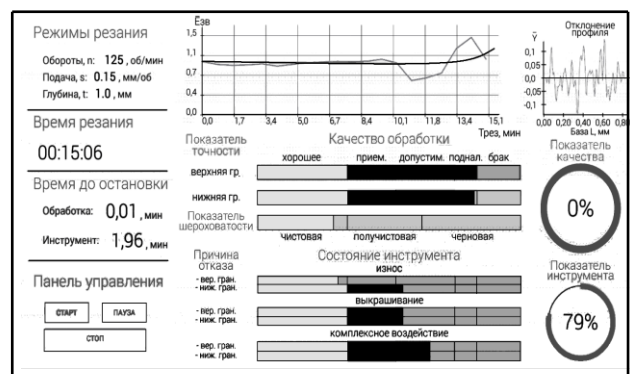 Режимы резания
Обороты, n: 125, об/мин
Подача, s: 0.15, мм/об
Глубина, t: 1.0, мм
Время резания
00:15:06
Время до остановки
Обработка: 0,01, мин
Инструмент: 1,96, мин
Панель управления
СТАРТ ПАУЗА
СТОП
Ёзв
1,5
1,1
0,7
0,4
0,0
0,0 1,7 3,4 5,0 6,7 8,4 10,1 11,8 13,4 15,1
Tрез, мин
Отклонение
профиля
Ỹ
0,1
0,05
0,0
-0,05
-0,1
0,00 0,20 0,40 0,60 0,80
База L, мм
Показатель
точности
Качество обработки
хорошее прием. допустим. поднал. брак
верхняя гр.
нижняя гр.
Показатель
шероховатости
чистовая получистовая черновая
Показатель
качества
0%
Причина
отказа
Состояние инструмента
износ
- вер. гран.
- ниж. гран.
выкрашивание
- вер. гран.
- ниж. гран.
комплексное воздействие
- вер. гран.
- ниж. гран.
Показатель
инструмента
79%